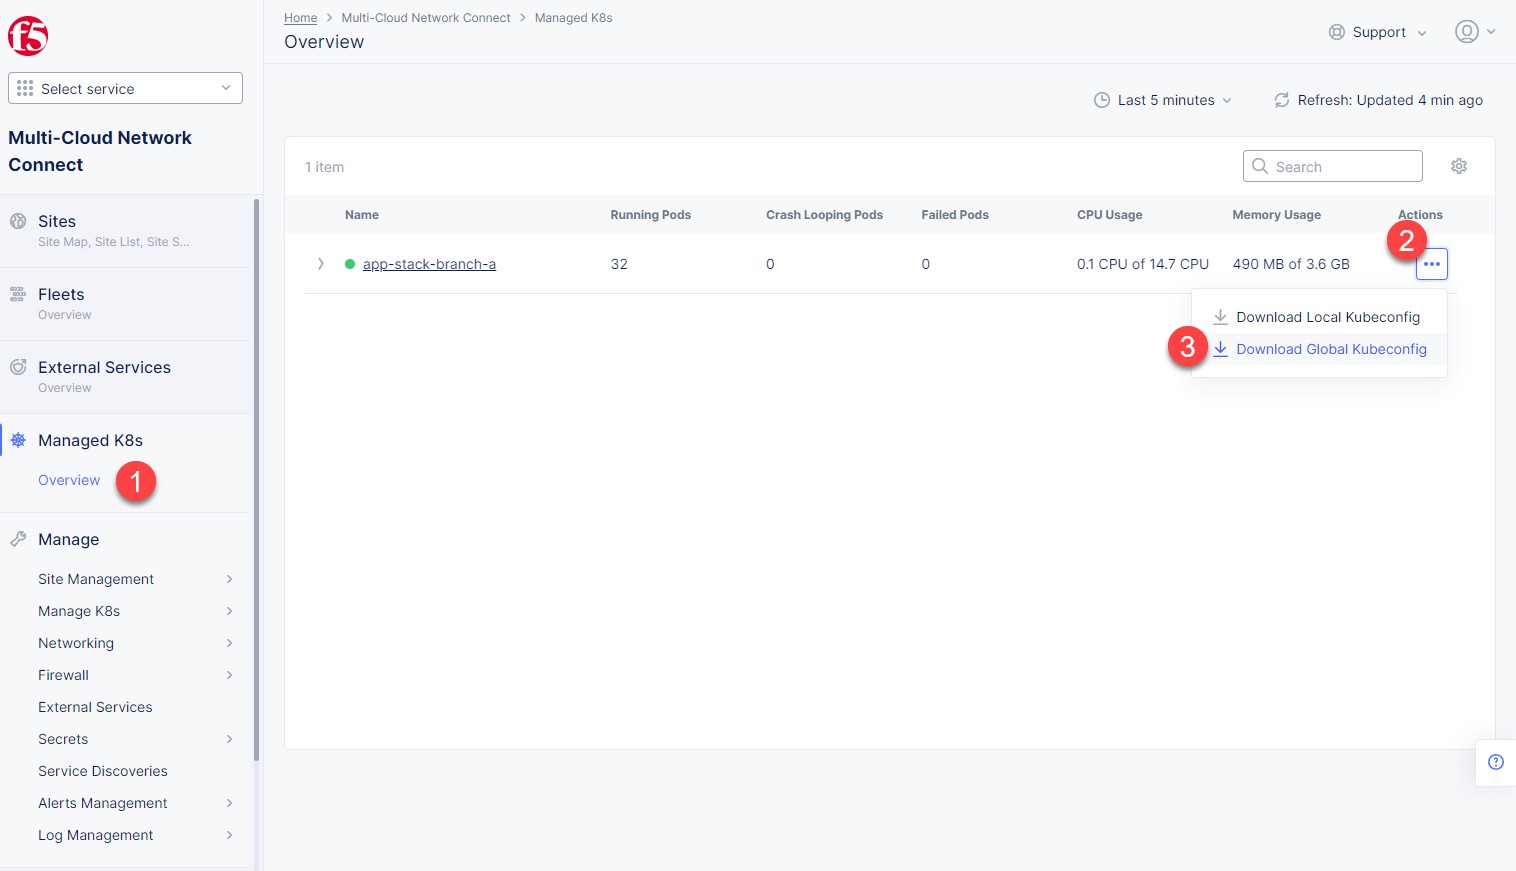 f5
Select service
Multi-Cloud Network
Connect
Sites
Site Map, Site List, Site S...
Fleets
Overview
External Services
Overview
Managed K8s
Overview
1
Manage
Site Management
Manage K8s
Networking
Firewall
External Services
Secrets
Service Discoveries
Alerts Management
Log Management
Home > Multi-Cloud Network Connect > Managed K8s
Overview
Support
Last 5 minutes
Refresh: Updated 4 min ago
1 item
Search
Name Running Pods Crash Looping Pods Failed Pods CPU Usage Memory Usage Actions
2
app-stack-branch-a 32 0 0 0.1 CPU of 14.7 CPU 490 MB of 3.6 GB
Download Local Kubeconfig
3 Download Global Kubeconfig
?